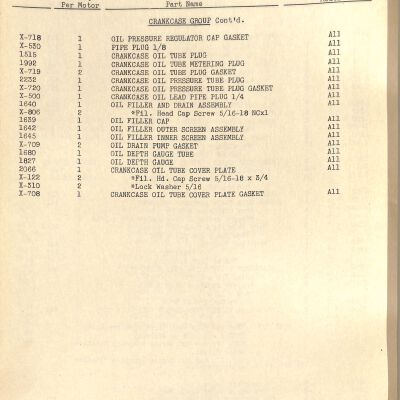 Per Motor Part Name
CRANKCASE GROUP Cont'd.
X-718 1 OIL PRESSURE REGULATOR CAP GASKET All
X-530 1 PIPE PLUG 1/8 All
1515 1 CRANKCASE OIL TUBE PLUG All
1992 1 CRANKCASE OIL TUBE METERING PLUG All
X-719 2 OIL TUBE PLUG GASKET All
2232 1 CRANKCASE OIL PRESSURE TUBE PLUG All
X-720 1 CRANKCASE OIL PRESSURE TUBE PLUG GASKET All
X-500 1 CRANKCASE OIL LEAD PIPE PLUG 1/4 All
1640 1 OIL FILLER AND DRAIN ASSEMBLY All
X-806 2 *Fil. Head Cap Screw 5/16-18 NCx1
1639 1 OIL FILLER CAP All
1642 1 OIL FILLER OUTER SCREEN ASSEMBLY All
1645 1 OIL FILLER INNER SCREEN ASSEMBLY All
X-709 2 OIL DRAIN PUMP GASKET All
1680 1 OIL DEPTH GAUGE TUBE All
1827 1 OIL DEPTH GAUGE All
2066 1 CRANKCASE OIL TUBE COVER PLATE All
X-122 2 *Fil. Hd. Cap Screw 5/16-18 x 3/4
X-310 2 *Lock Washer 5/16
X-708 1 CRANKCASE OIL TUBE COVER PLATE GASKET All